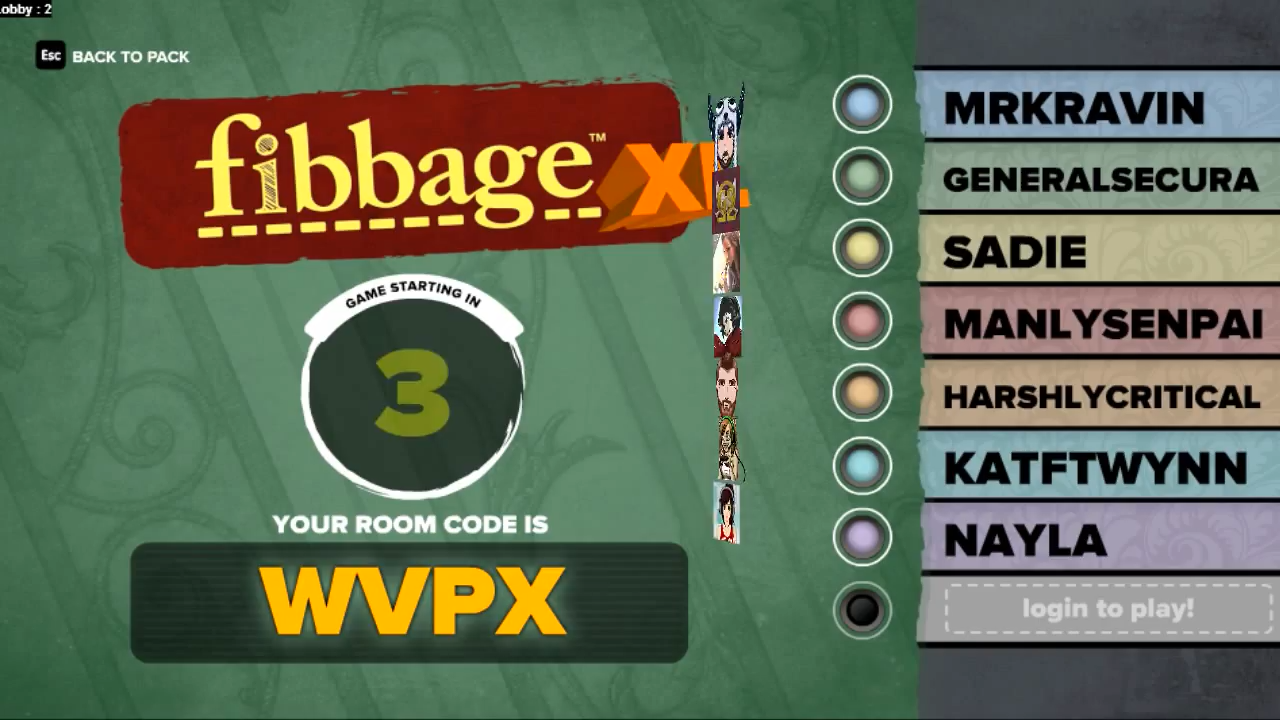 obby : 2
Esc BACK TO PACK
fibbage™ XL
GAME STARTING IN
3
YOUR ROOM CODE IS
WVPX
MRKRAVIN
GENERALSECURA
SADIE
MANLYSENPAI
HARSHLYCRITICAL
KATFTWYNN
NAYLA
login to play!